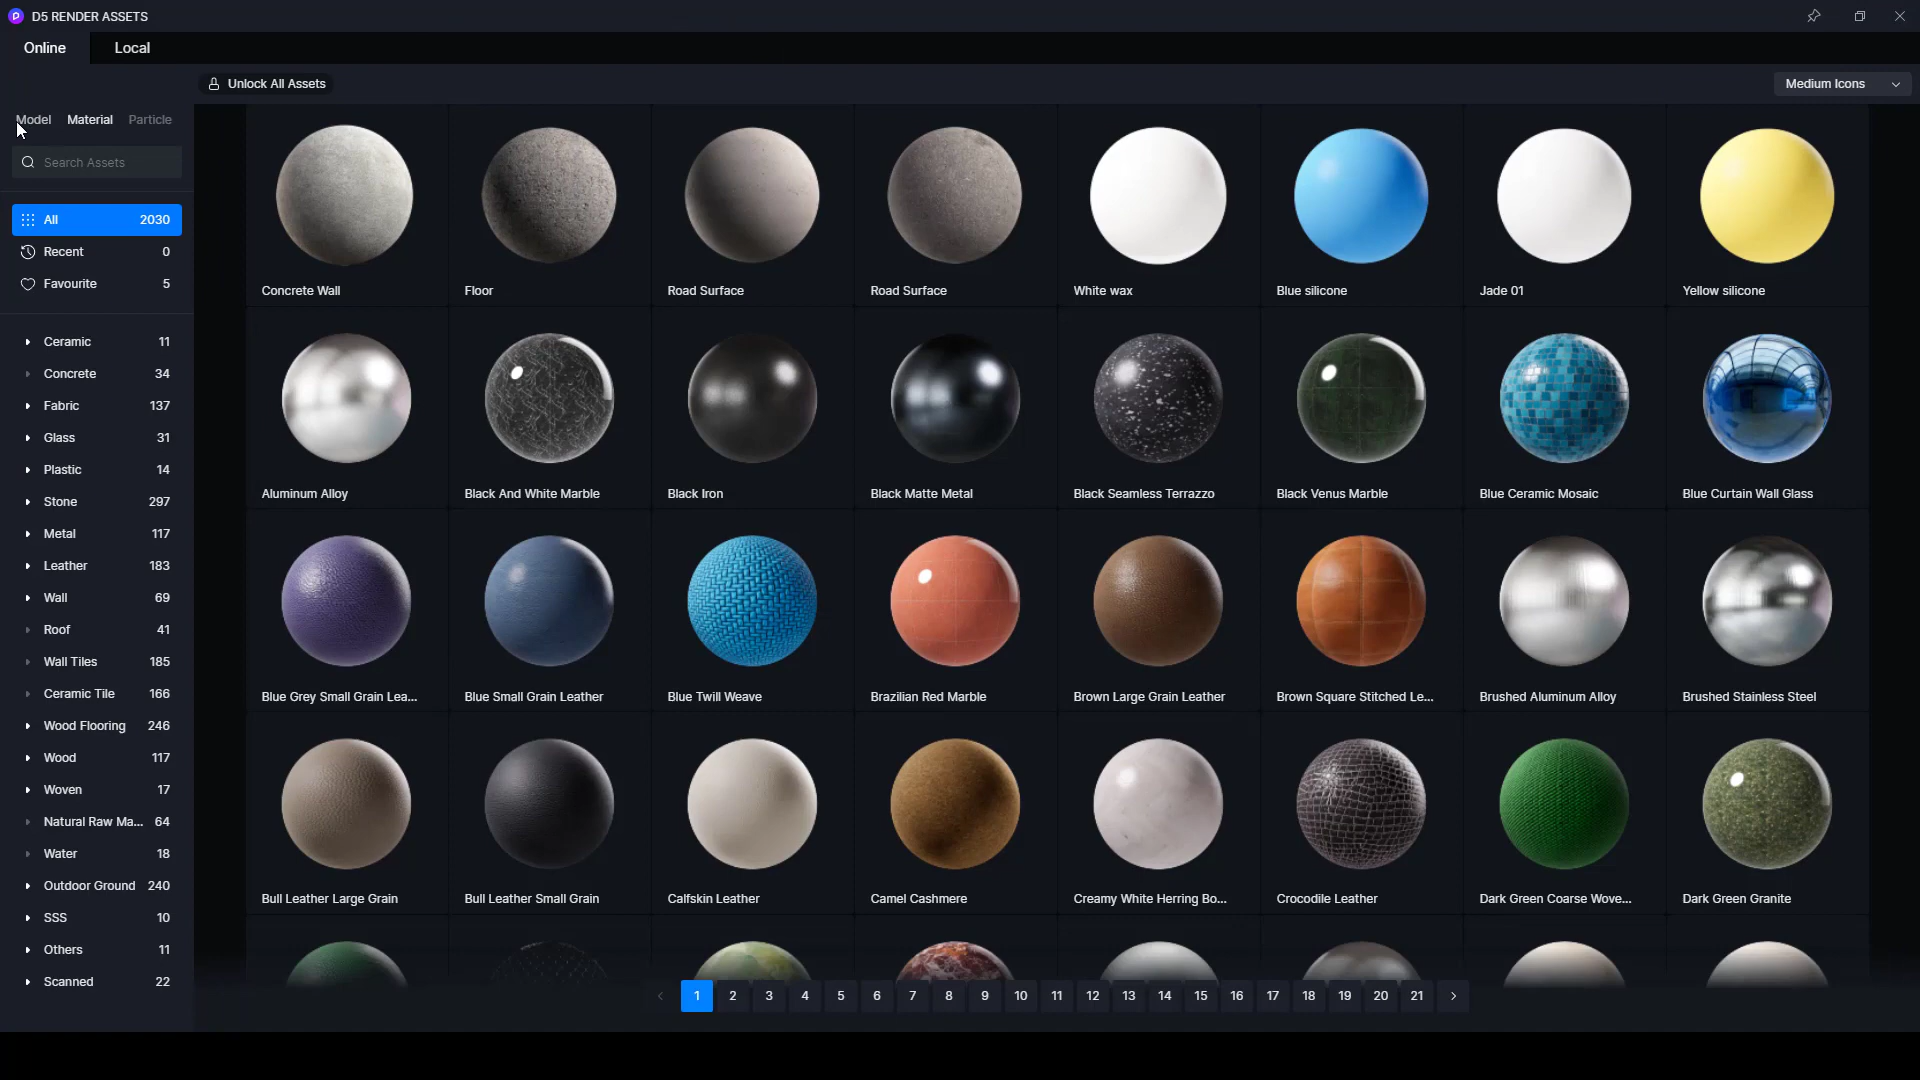 D5 RENDER ASSETS
Online
Local
Unlock All Assets
Medium Icons
Model
Material
Particle
Search Assets
All 2030
Recent 0
Favourite 5
Ceramic 11
Concrete 34
Fabric 137
Glass 31
Plastic 14
Stone 297
Metal 117
Leather 183
Wall 69
Roof 41
Wall Tiles 185
Ceramic Tile 166
Wood Flooring 246
Wood 117
Woven 17
Natural Raw Ma... 64
Water 18
Outdoor Ground 240
SSS 10
Others 11
Scanned 22
Concrete Wall
Floor
Road Surface
Road Surface
White wax
Blue silicone
Jade 01
Yellow silicone
Aluminum Alloy
Black And White Marble
Black Iron
Black Matte Metal
Black Seamless Terrazzo
Black Venus Marble
Blue Ceramic Mosaic
Blue Curtain Wall Glass
Blue Grey Small Grain Lea...
Blue Small Grain Leather
Blue Twill Weave
Brazilian Red Marble
Brown Large Grain Leather
Brown Square Stitched Le...
Brushed Aluminum Alloy
Brushed Stainless Steel
Bull Leather Large Grain
Bull Leather Small Grain
Calfskin Leather
Camel Cashmere
Creamy White Herring Bo...
Crocodile Leather
Dark Green Coarse Wove...
Dark Green Granite
1 2 3 4 5 6 7 8 9 10 11 12 13 14 15 16 17 18 19 20 21